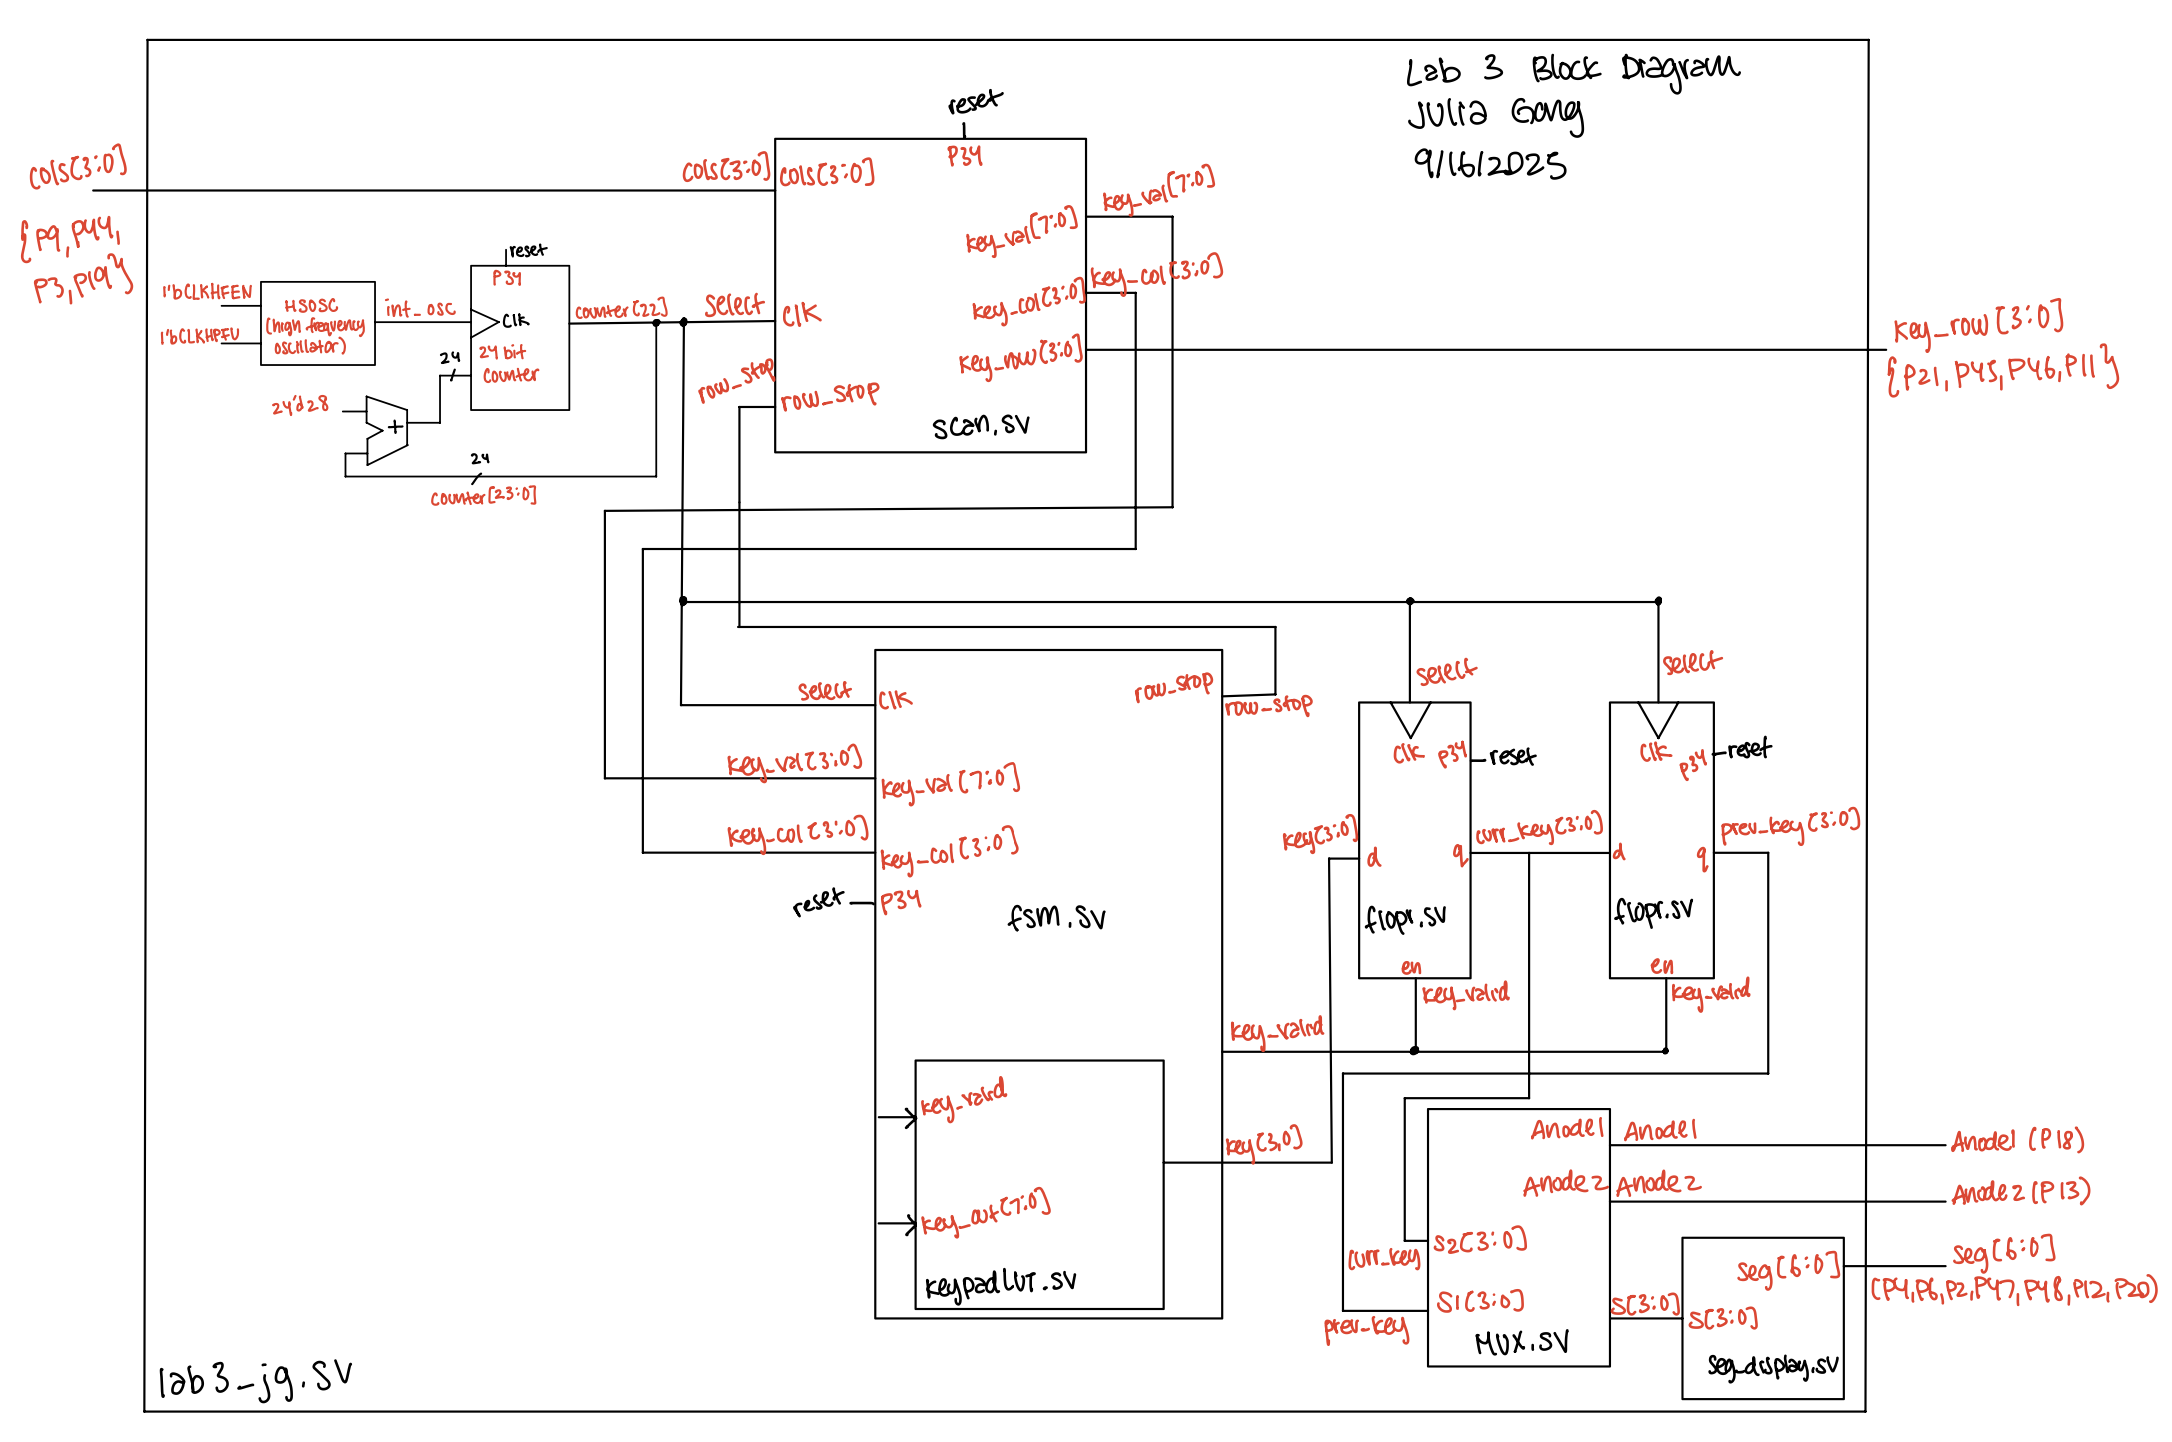 Lab 3 Block Diagram
Julia Gong
9/16/2025
reset
P34
cols[3:0]
cols[3:0]
cols[3:0]
{P9, P44,
P3, P19}
key_val[7:0]
key_val[7:0]
key_col[3:0]
key_col[3:0]
key_row[3:0]
key_row[3:0]
{P21, P45, P46, P11}
clk
row_stop
row_stop
scan.sv
1'bCLKHFEN
1'bCLKHPFU
HSOSC
(high frequency
oscillator)
int_osc
reset
P34
clk
24 bit
counter
counter[22]
select
24
24'd28
+
24
counter[23:0]
select
clk
row_stop
row_stop
key_val[3:0]
key_val[7:0]
key_col[3:0]
key_col[3:0]
reset
P34
fsm.sv
key_valid
key_valid
key_out[7:0]
key[3:0]
keypadLUT.sv
select
clk
P34
reset
key[3:0]
d
q
curr_key[3:0]
flopr.sv
en
key_valid
select
clk
P34
reset
d
q
prev_key[3:0]
flopr.sv
en
key_valid
Anode1
Anode1
Anode1 (P18)
Anode2
Anode2
Anode2 (P13)
curr_key
s2[3:0]
prev_key
s1[3:0]
MUX.sv
s[3:0]
s[3:0]
seg[6:0]
seg[6:0]
(P4, P6, P2, P47, P48, P12, P20)
seg_display.sv
lab3_jg.sv